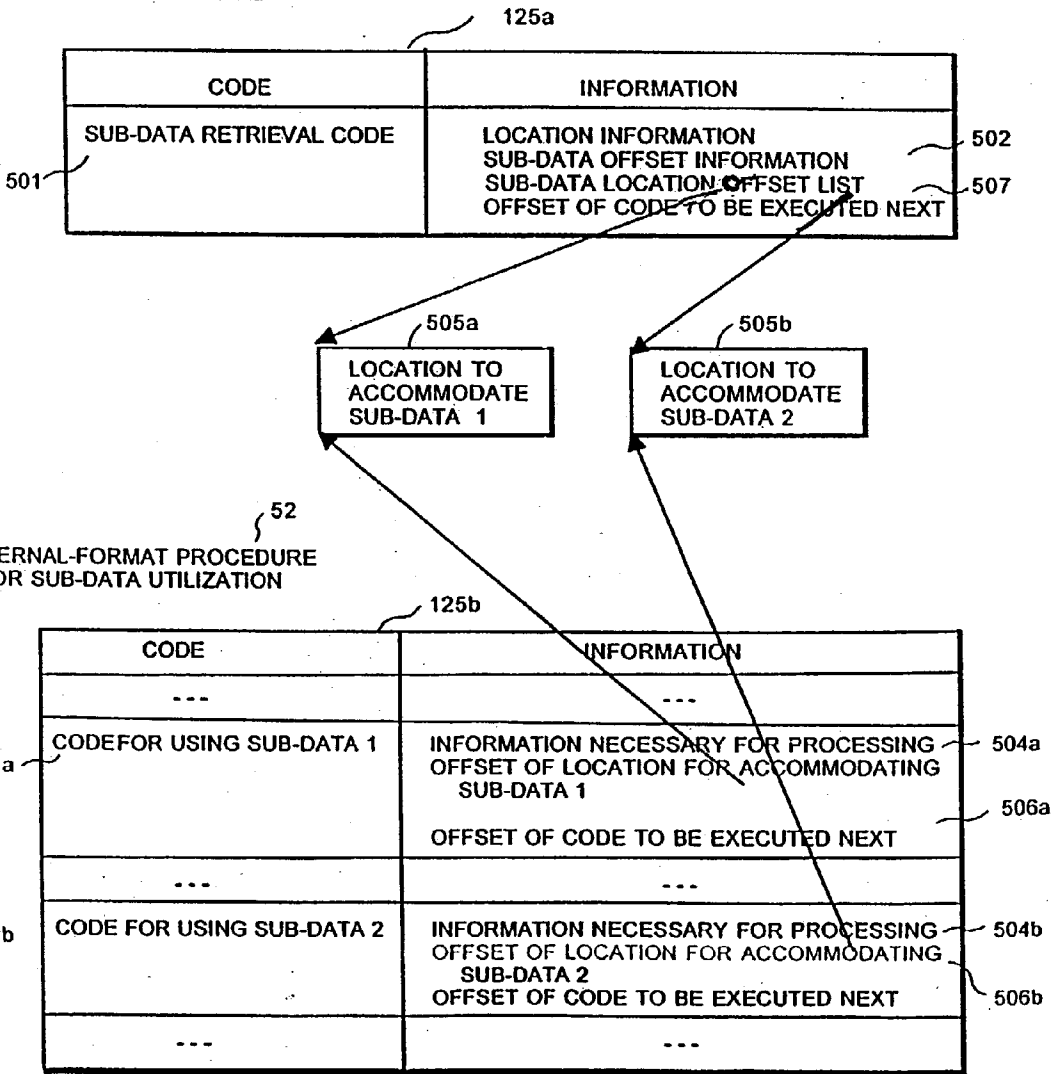 125a
CODE INFORMATION
SUB-DATA RETRIEVAL CODE
LOCATION INFORMATION
SUB-DATA OFFSET INFORMATION
SUB-DATA LOCATION OFFSET LIST
OFFSET OF CODE TO BE EXECUTED NEXT
501
502
507
505a
505b
LOCATION TO
ACCOMMODATE
SUB-DATA 1
LOCATION TO
ACCOMMODATE
SUB-DATA 2
52
ERNAL-FORMAT PROCEDURE
OR SUB-DATA UTILIZATION
125b
CODE INFORMATION
--- ---
CODEFOR USING SUB-DATA 1
INFORMATION NECESSARY FOR PROCESSING
OFFSET OF LOCATION FOR ACCOMMODATING
SUB-DATA 1
OFFSET OF CODE TO BE EXECUTED NEXT
a
504a
506a
--- ---
CODE FOR USING SUB-DATA 2
INFORMATION NECESSARY FOR PROCESSING
OFFSET OF LOCATION FOR ACCOMMODATING
SUB-DATA 2
OFFSET OF CODE TO BE EXECUTED NEXT
b
504b
506b
--- ---